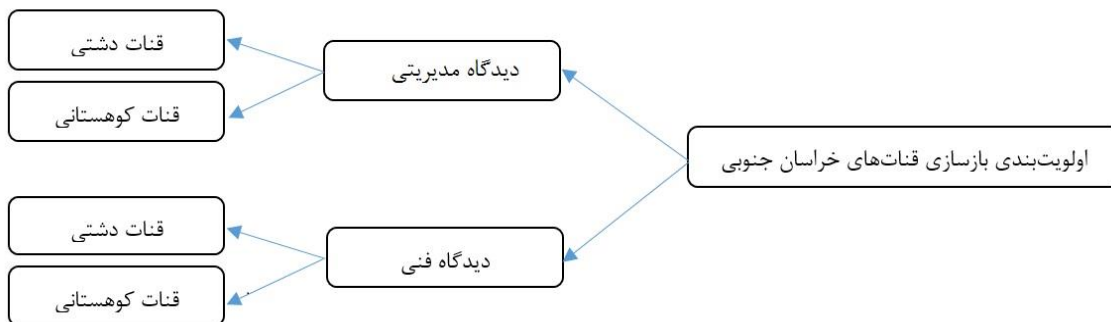 اولویت‌بندی بازسازی قنات‌های خراسان جنوبی
دیدگاه مدیریتی
قنات دشتی
قنات کوهستانی
دیدگاه فنی
قنات دشتی
قنات کوهستانی